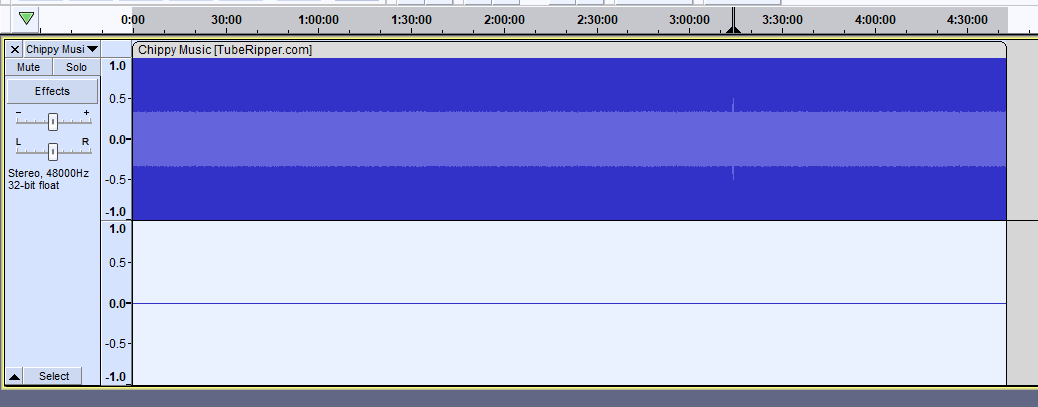 0:00 30:00 1:00:00 1:30:00 2:00:00 2:30:00 3:00:00 3:30:00 4:00:00 4:30:00
× Chippy Musi
Chippy Music [TubeRipper.com]
Mute Solo
Effects
- +
L R
Stereo, 48000Hz
32-bit float
1.0
0.5-
0.0-
-0.5-
-1.0
1.0
0.5-
0.0-
-0.5-
-1.0
Select